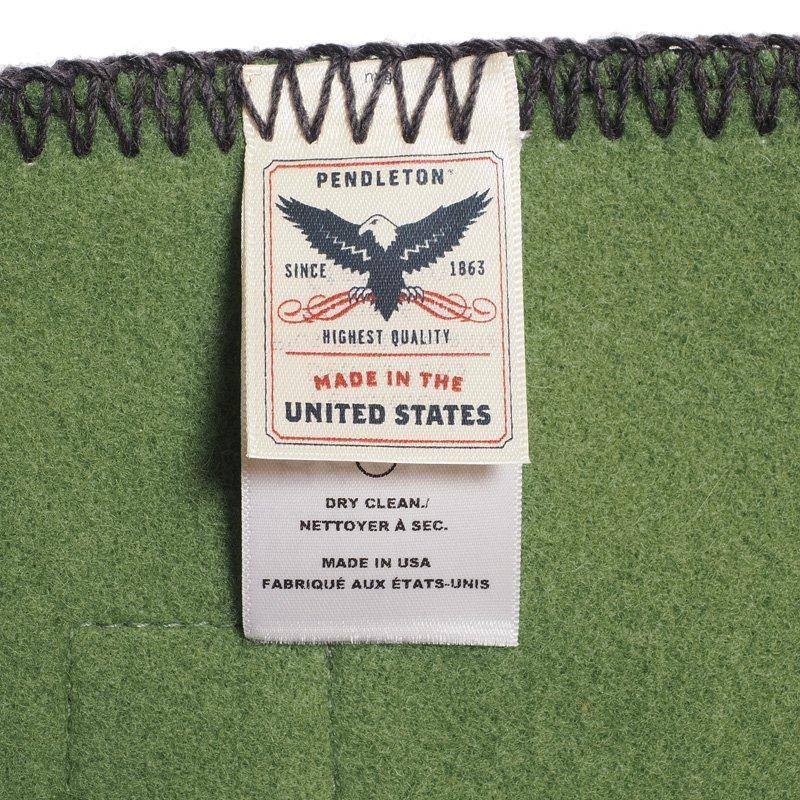 PENDLETON
SINCE 1863
HIGHEST QUALITY
MADE IN THE
UNITED STATES
DRY CLEAN./
NETTOYER À SEC.
MADE IN USA
FABRIQUÉ AUX ÉTATS-UNIS